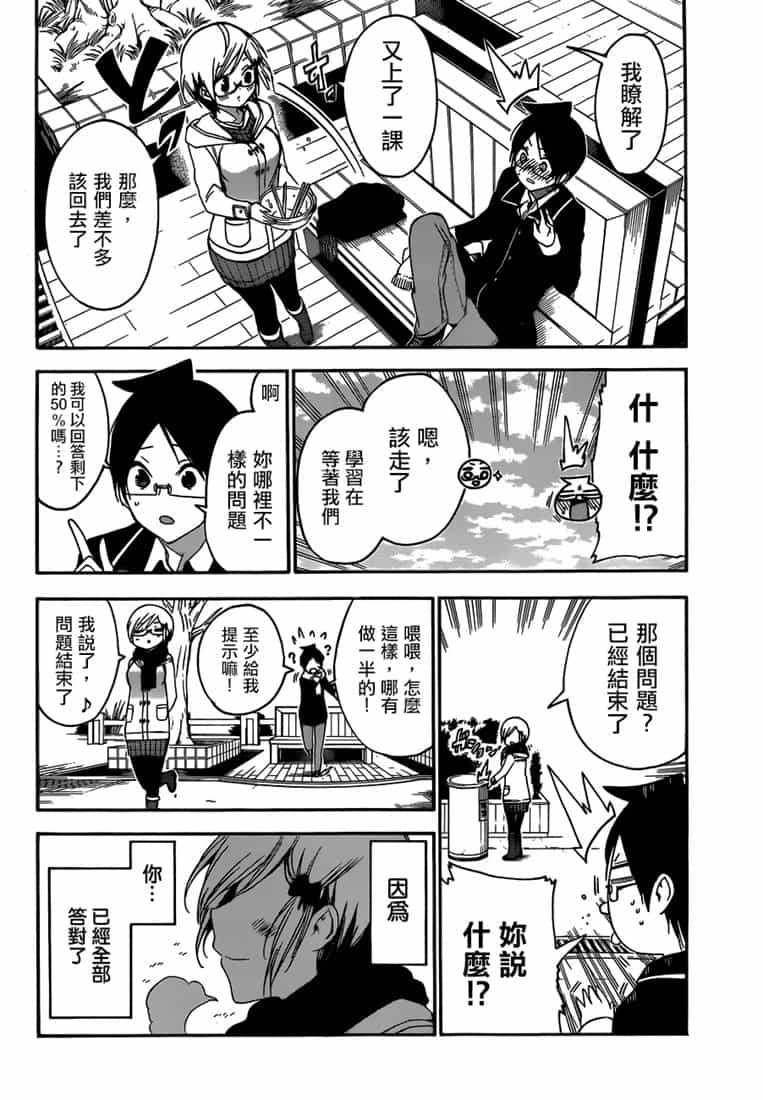 我瞭解了
又上了一課
那麼，
我們差不多
該回去了
什 什麼!?
嗯，
該走了
學習在
等著我們
啊
妳哪裡不一
樣的問題
我可以回答剩下
的50%嗎…?
那個問題?
已經結束了
妳說
什麼!?
喂喂，怎麼
這樣，哪有
做一半的!
至少給我
提示嘛!
我說了，♪
問題結束了
因為
你…
已經全部
答對了